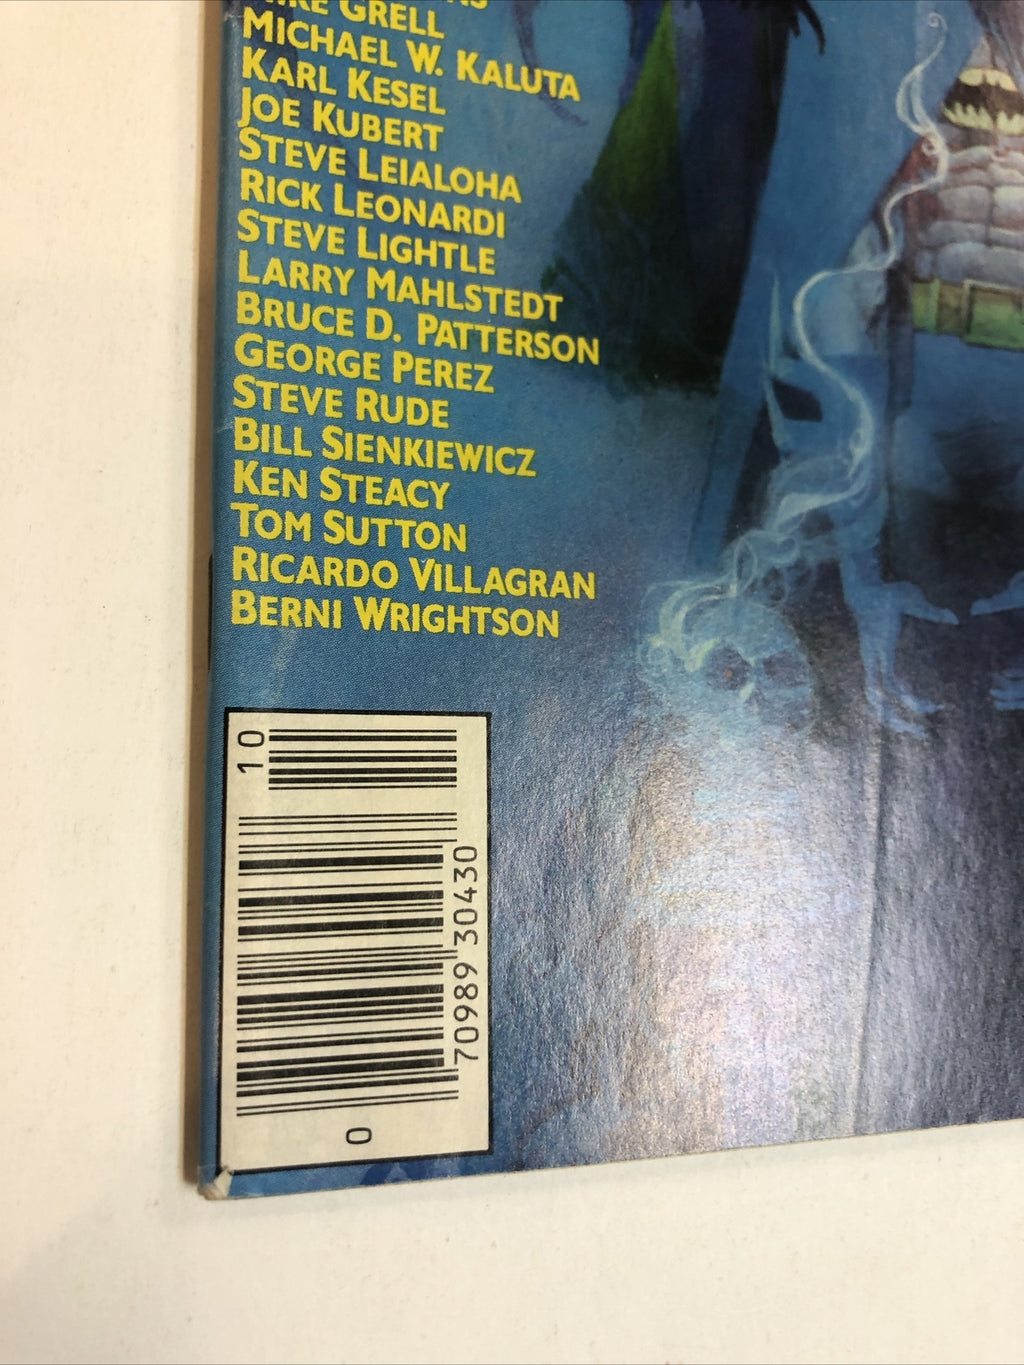 GRELL
MICHAEL W. KALUTA
KARL KESEL
JOE KUBERT
STEVE LEIALOHA
RICK LEONARDI
STEVE LIGHTLE
LARRY MAHLSTEDT
BRUCE D. PATTERSON
GEORGE PEREZ
STEVE RUDE
BILL SIENKIEWICZ
KEN STEACY
TOM SUTTON
RICARDO VILLAGRAN
BERNI WRIGHTSON
10
70989 30430
0